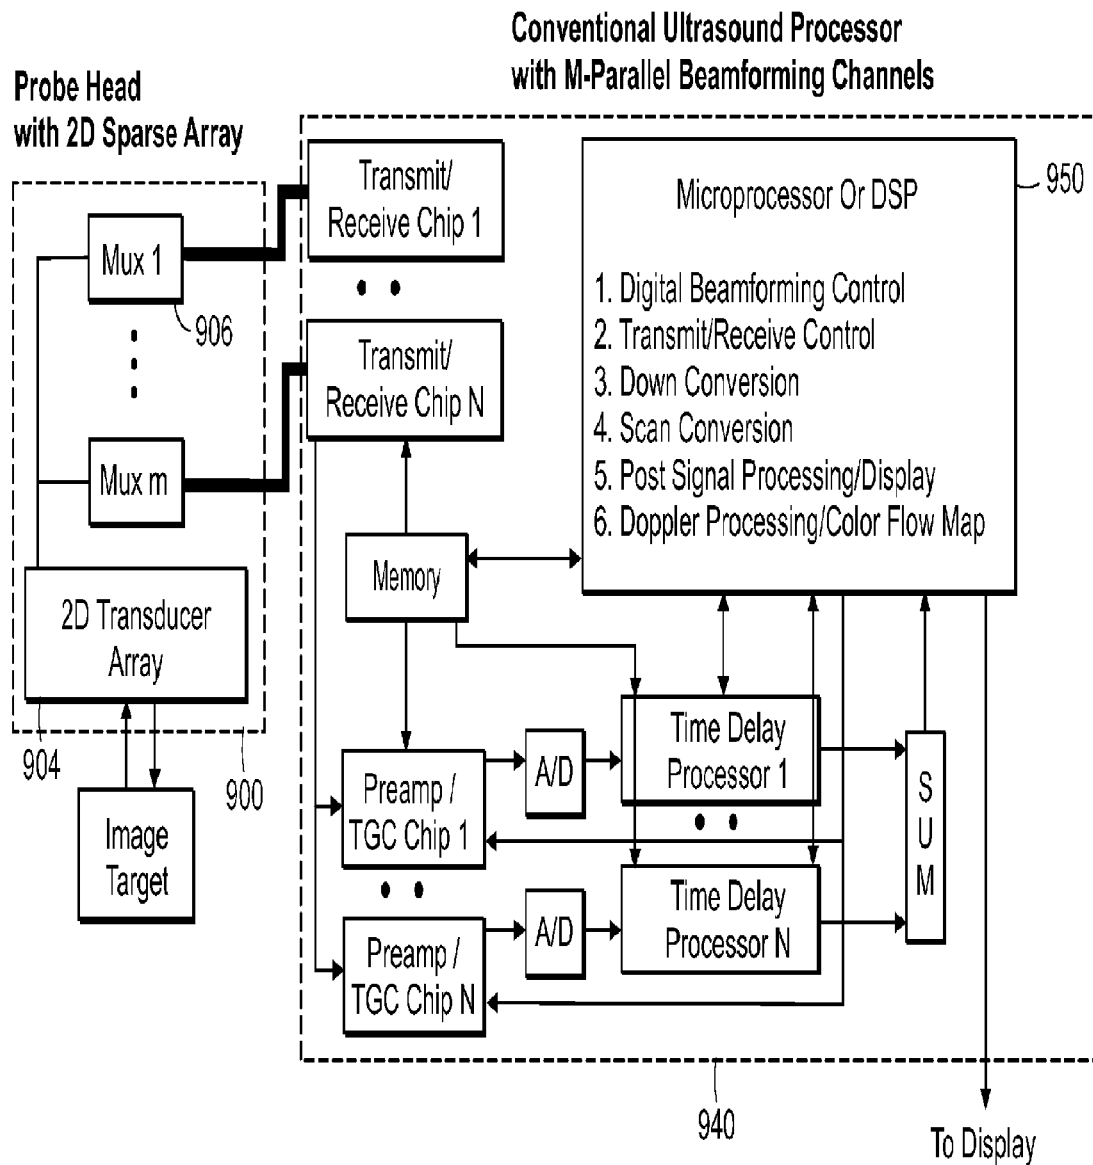 Conventional Ultrasound Processor
with M-Parallel Beamforming Channels
Probe Head
with 2D Sparse Array
Mux 1
906
Mux m
2D Transducer
Array
904
900
Image
Target
Transmit/
Receive Chip 1
Transmit/
Receive Chip N
Microprocessor Or DSP
950
1. Digital Beamforming Control
2. Transmit/Receive Control
3. Down Conversion
4. Scan Conversion
5. Post Signal Processing/Display
6. Doppler Processing/Color Flow Map
Memory
Preamp /
TGC Chip 1
A/D
Time Delay
Processor 1
Preamp /
TGC Chip N
A/D
Time Delay
Processor N
S
U
M
940
To Display